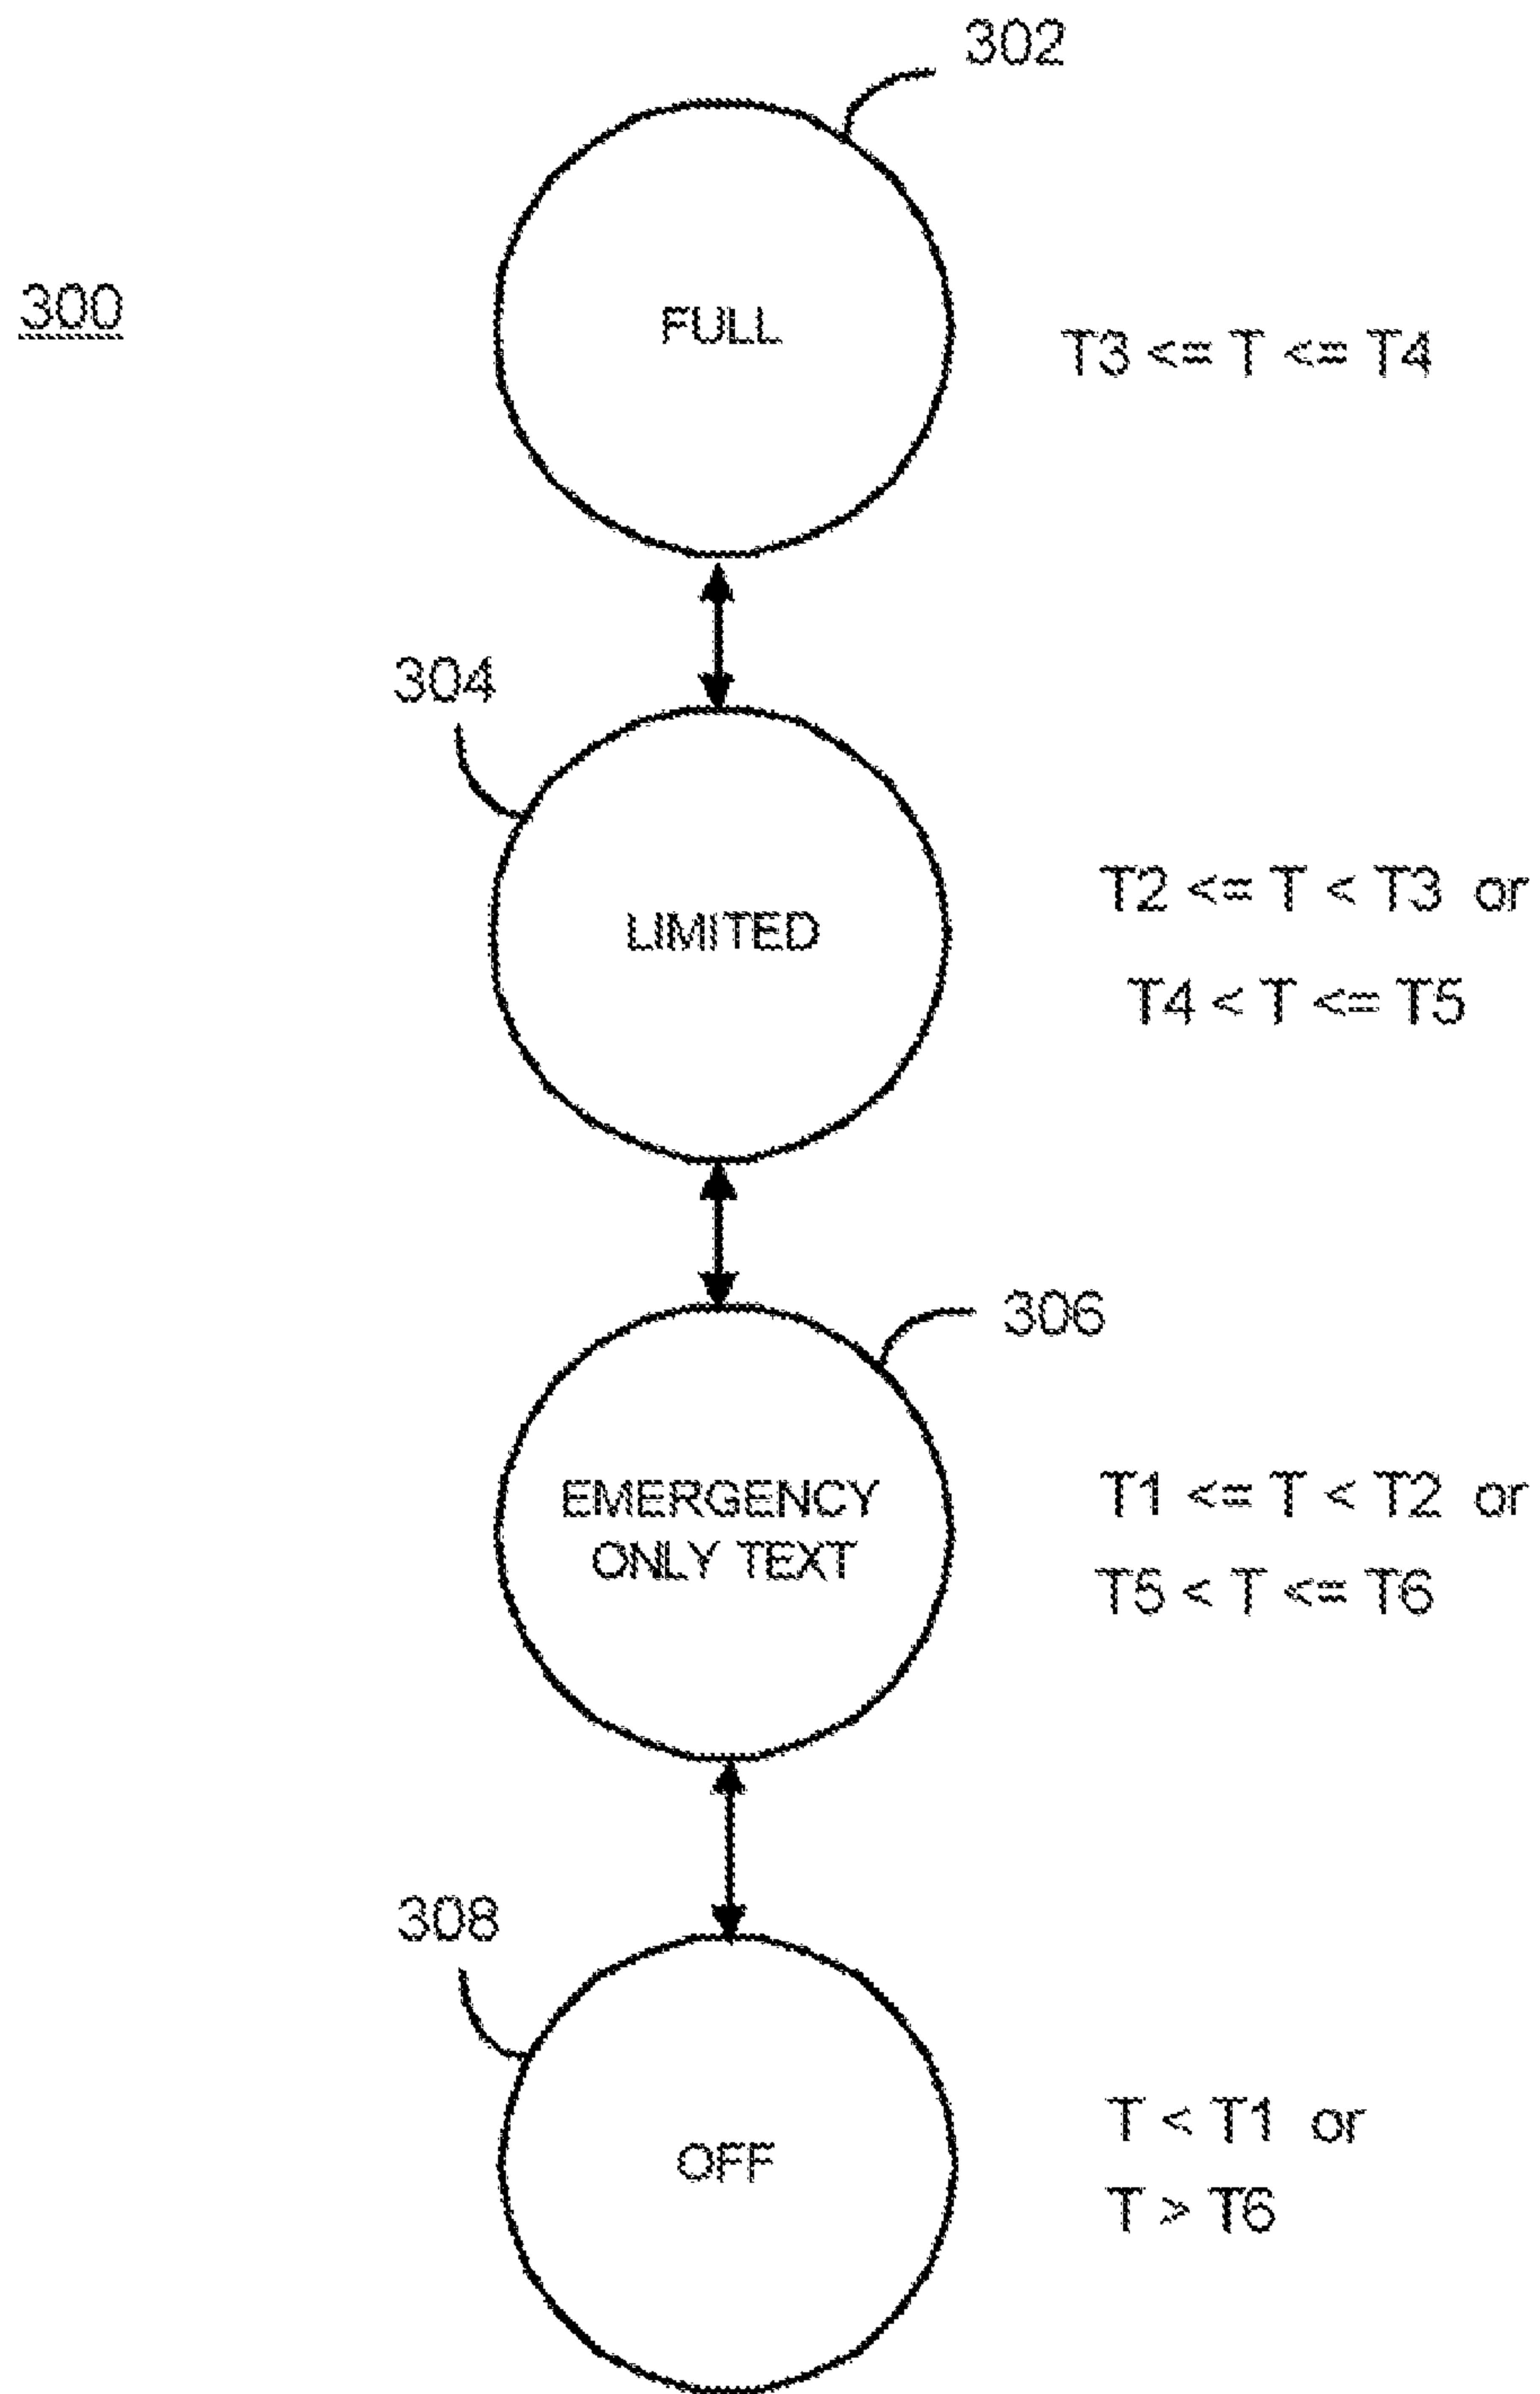 302
300
FULL
T3 <= T <= T4
304
LIMITED
T2 <= T < T3 or
T4 < T <= T5
306
EMERGENCY
ONLY TEXT
T1 <= T < T2 or
T5 < T <= T6
308
OFF
T < T1 or
T > T6